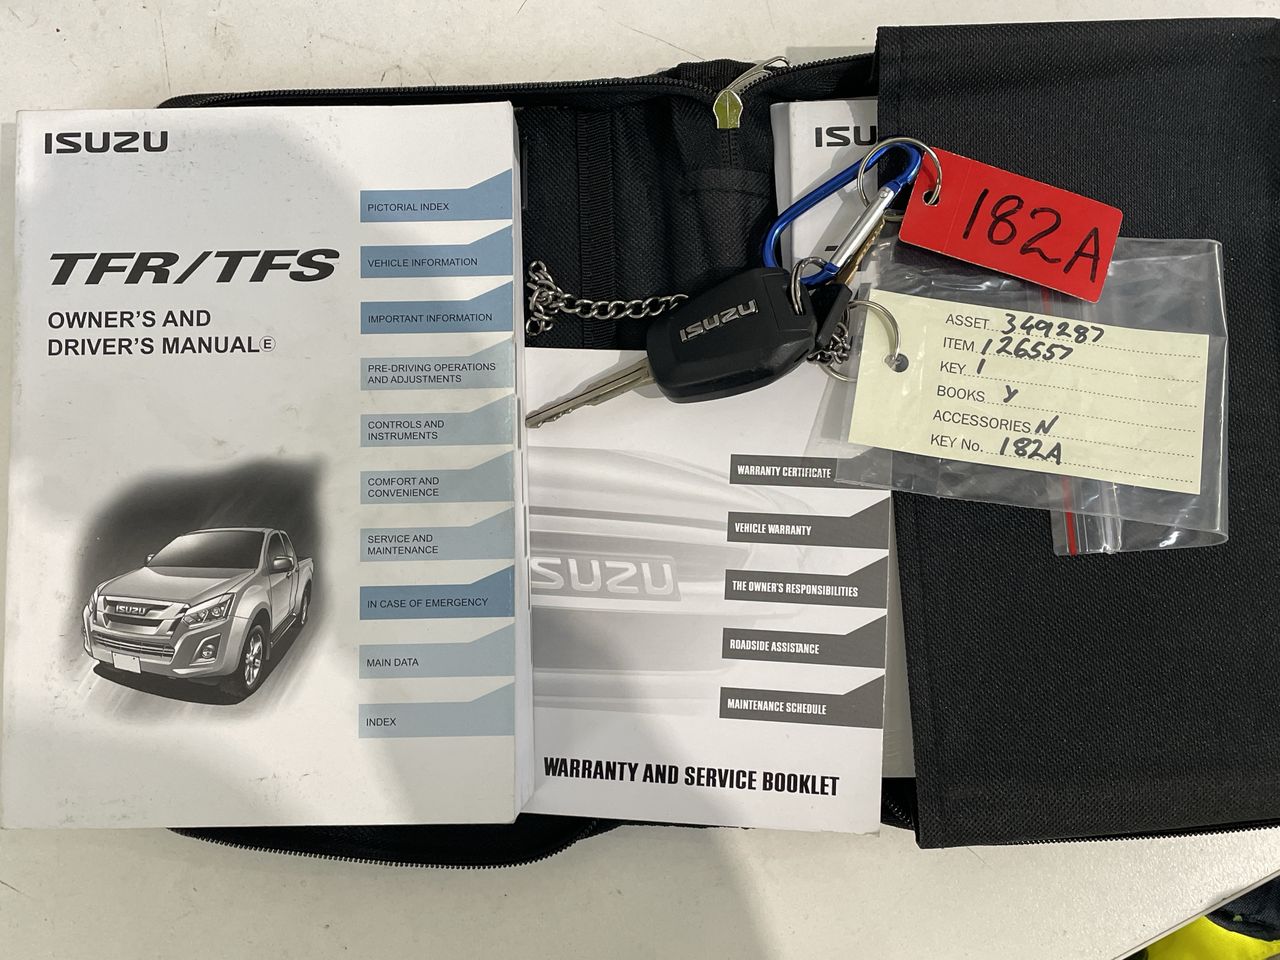 ISUZU
TFR/TFS
OWNER'S AND
DRIVER'S MANUALⒺ
PICTORIAL INDEX
VEHICLE INFORMATION
IMPORTANT INFORMATION
PRE-DRIVING OPERATIONS
AND ADJUSTMENTS
CONTROLS AND
INSTRUMENTS
COMFORT AND
CONVENIENCE
SERVICE AND
MAINTENANCE
IN CASE OF EMERGENCY
MAIN DATA
INDEX
ISUZU
ISUZU
ISU
182A
ASSET 349287
ITEM 126557
KEY 1
BOOKS Y
ACCESSORIES N
KEY No. 182A
WARRANTY CERTIFICATE
VEHICLE WARRANTY
THE OWNER'S RESPONSIBILITIES
ROADSIDE ASSISTANCE
MAINTENANCE SCHEDULE
ISUZU
WARRANTY AND SERVICE BOOKLET